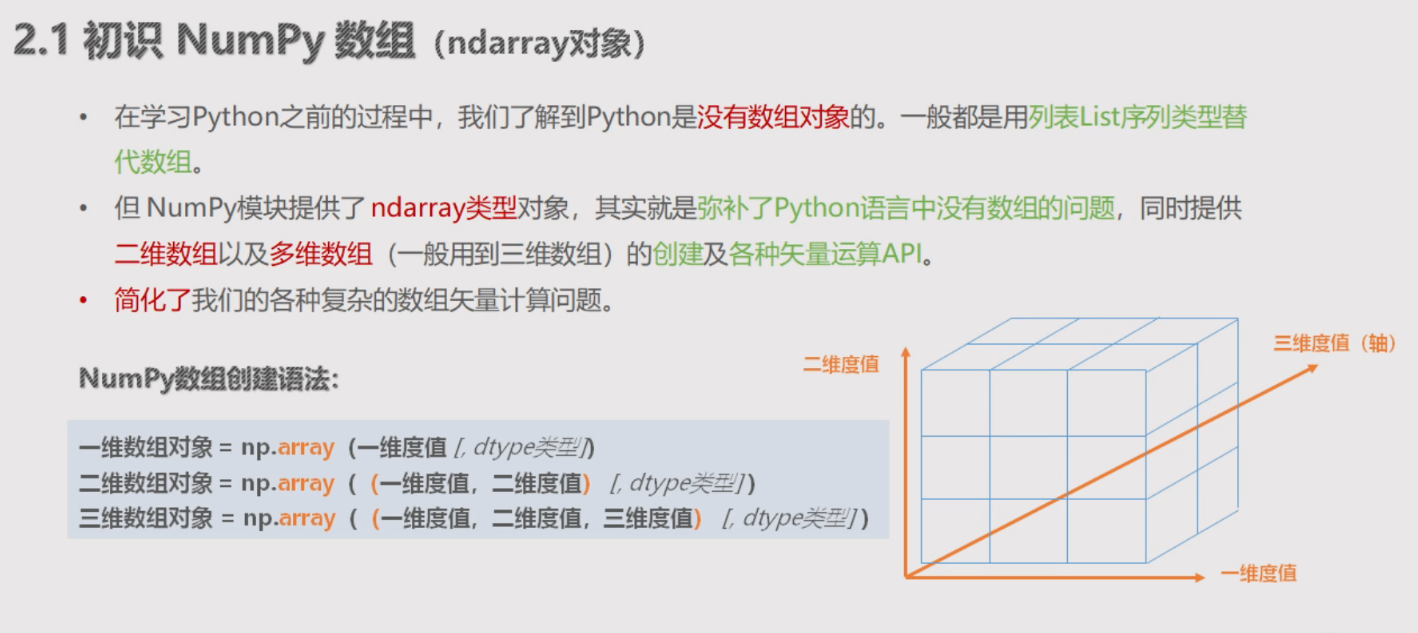 2.1 初识 NumPy 数组（ndarray对象）
• 在学习Python之前的过程中，我们了解到Python是没有数组对象的。一般都是用列表List序列类型替
代数组。
• 但 NumPy模块提供了 ndarray类型对象，其实就是弥补了Python语言中没有数组的问题，同时提供
二维数组以及多维数组（一般用到三维数组）的创建及各种矢量运算API。
• 简化了我们的各种复杂的数组矢量计算问题。
NumPy数组创建语法：
一维数组对象 = np.array（一维度值 [, dtype类型]）
二维数组对象 = np.array（（一维度值，二维度值） [, dtype类型]）
三维数组对象 = np.array（（一维度值，二维度值，三维度值） [, dtype类型]）
二维度值
三维度值（轴）
一维度值